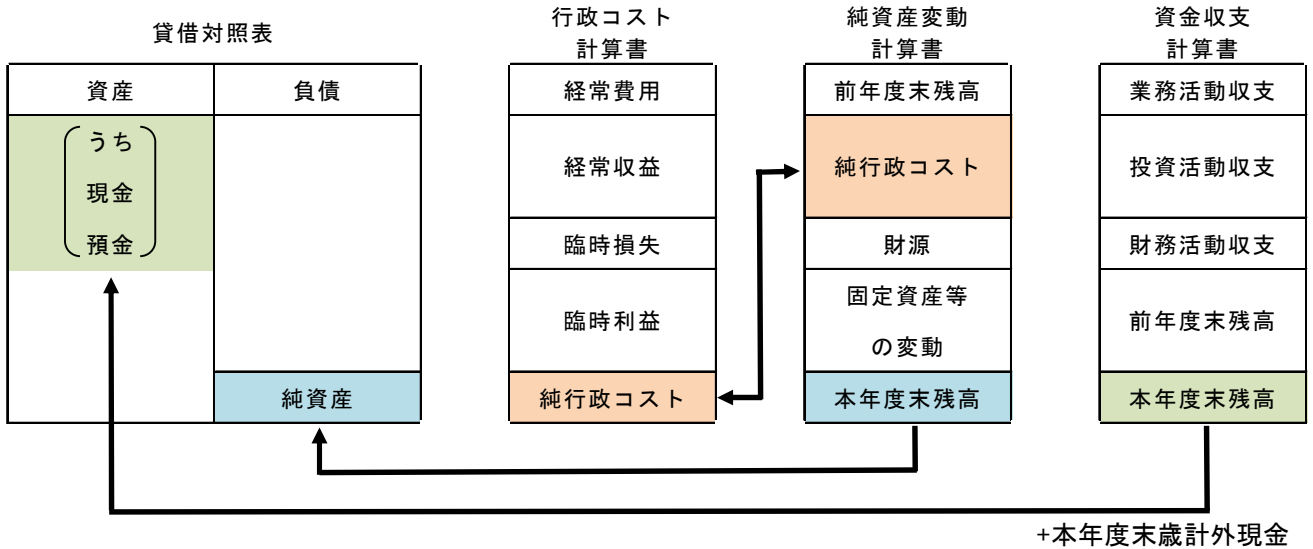 貸借対照表
資産
負債
うち
現金
預金
純資産
行政コスト
計算書
経常費用
経常収益
臨時損失
臨時利益
純行政コスト
純資産変動
計算書
前年度末残高
純行政コスト
財源
固定資産等
の変動
本年度末残高
資金収支
計算書
業務活動収支
投資活動収支
財務活動収支
前年度末残高
本年度末残高
+本年度末歳計外現金